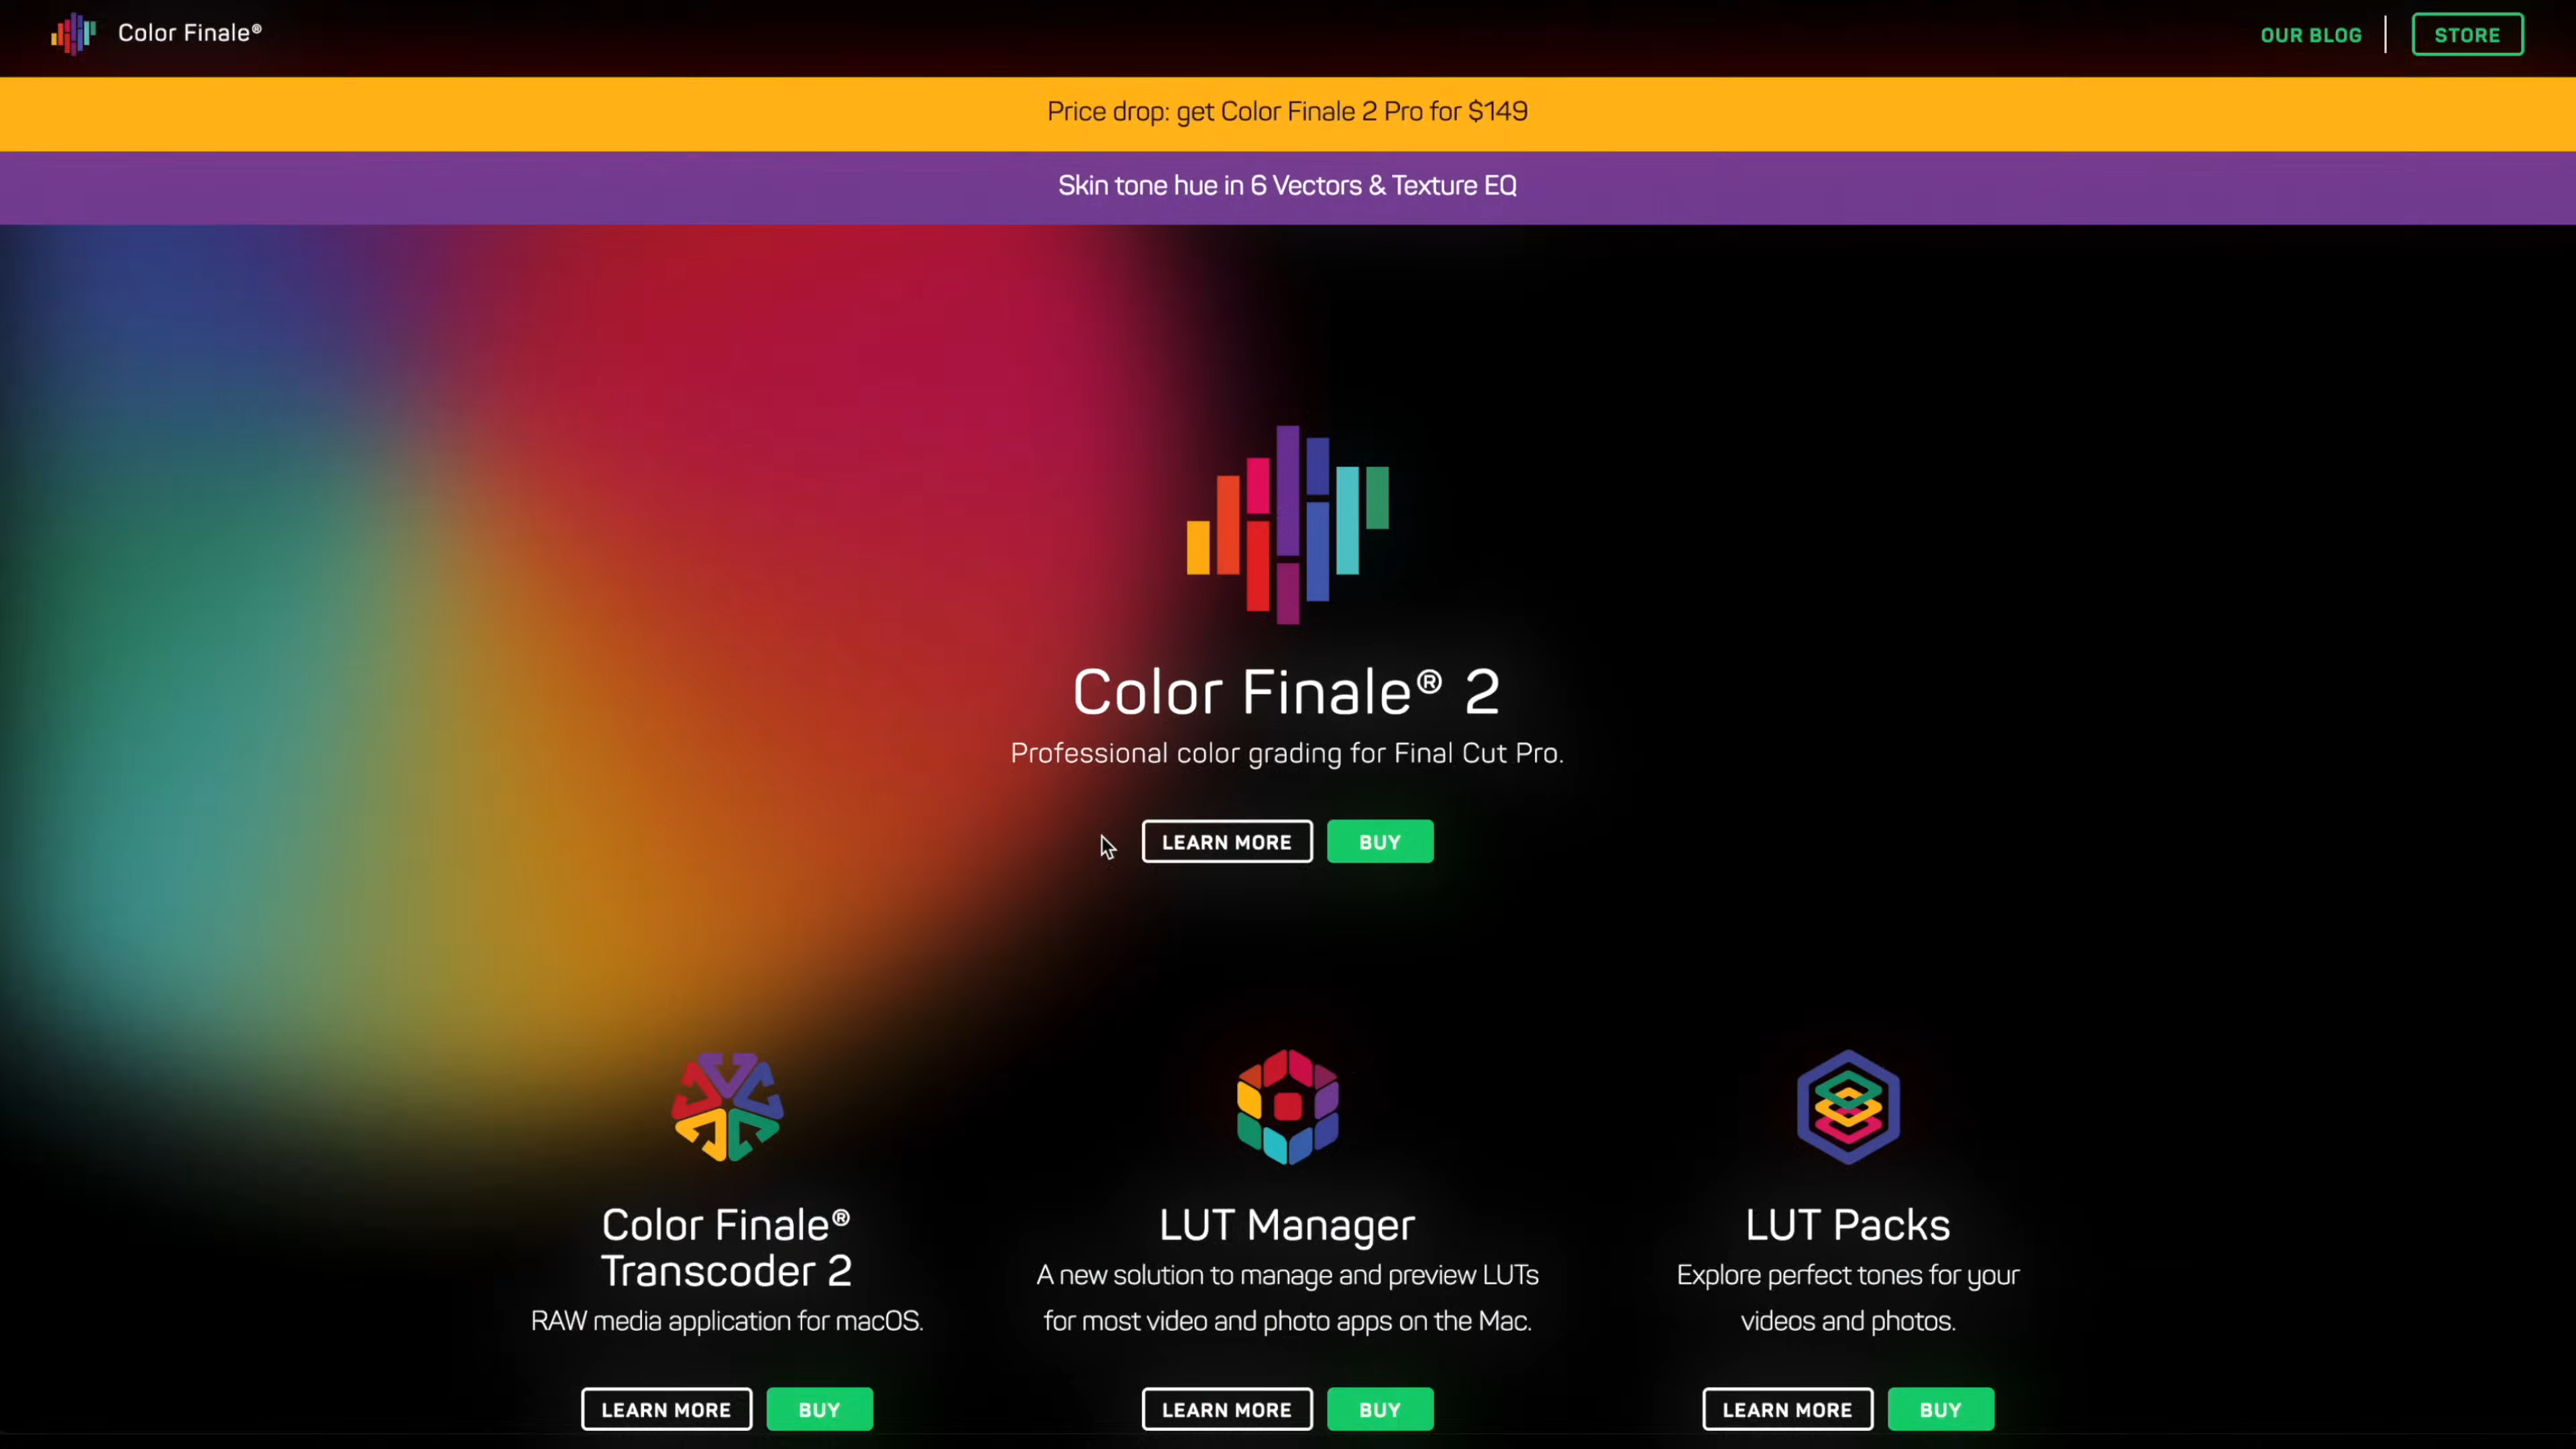 Color Finale®
OUR BLOG
STORE
Price drop: get Color Finale 2 Pro for $149
Skin tone hue in 6 Vectors & Texture EQ
Color Finale® 2
Professional color grading for Final Cut Pro.
LEARN MORE
BUY
Color Finale®
Transcoder 2
RAW media application for macOS.
LEARN MORE
BUY
LUT Manager
A new solution to manage and preview LUTs
for most video and photo apps on the Mac.
LEARN MORE
BUY
LUT Packs
Explore perfect tones for your
videos and photos.
LEARN MORE
BUY